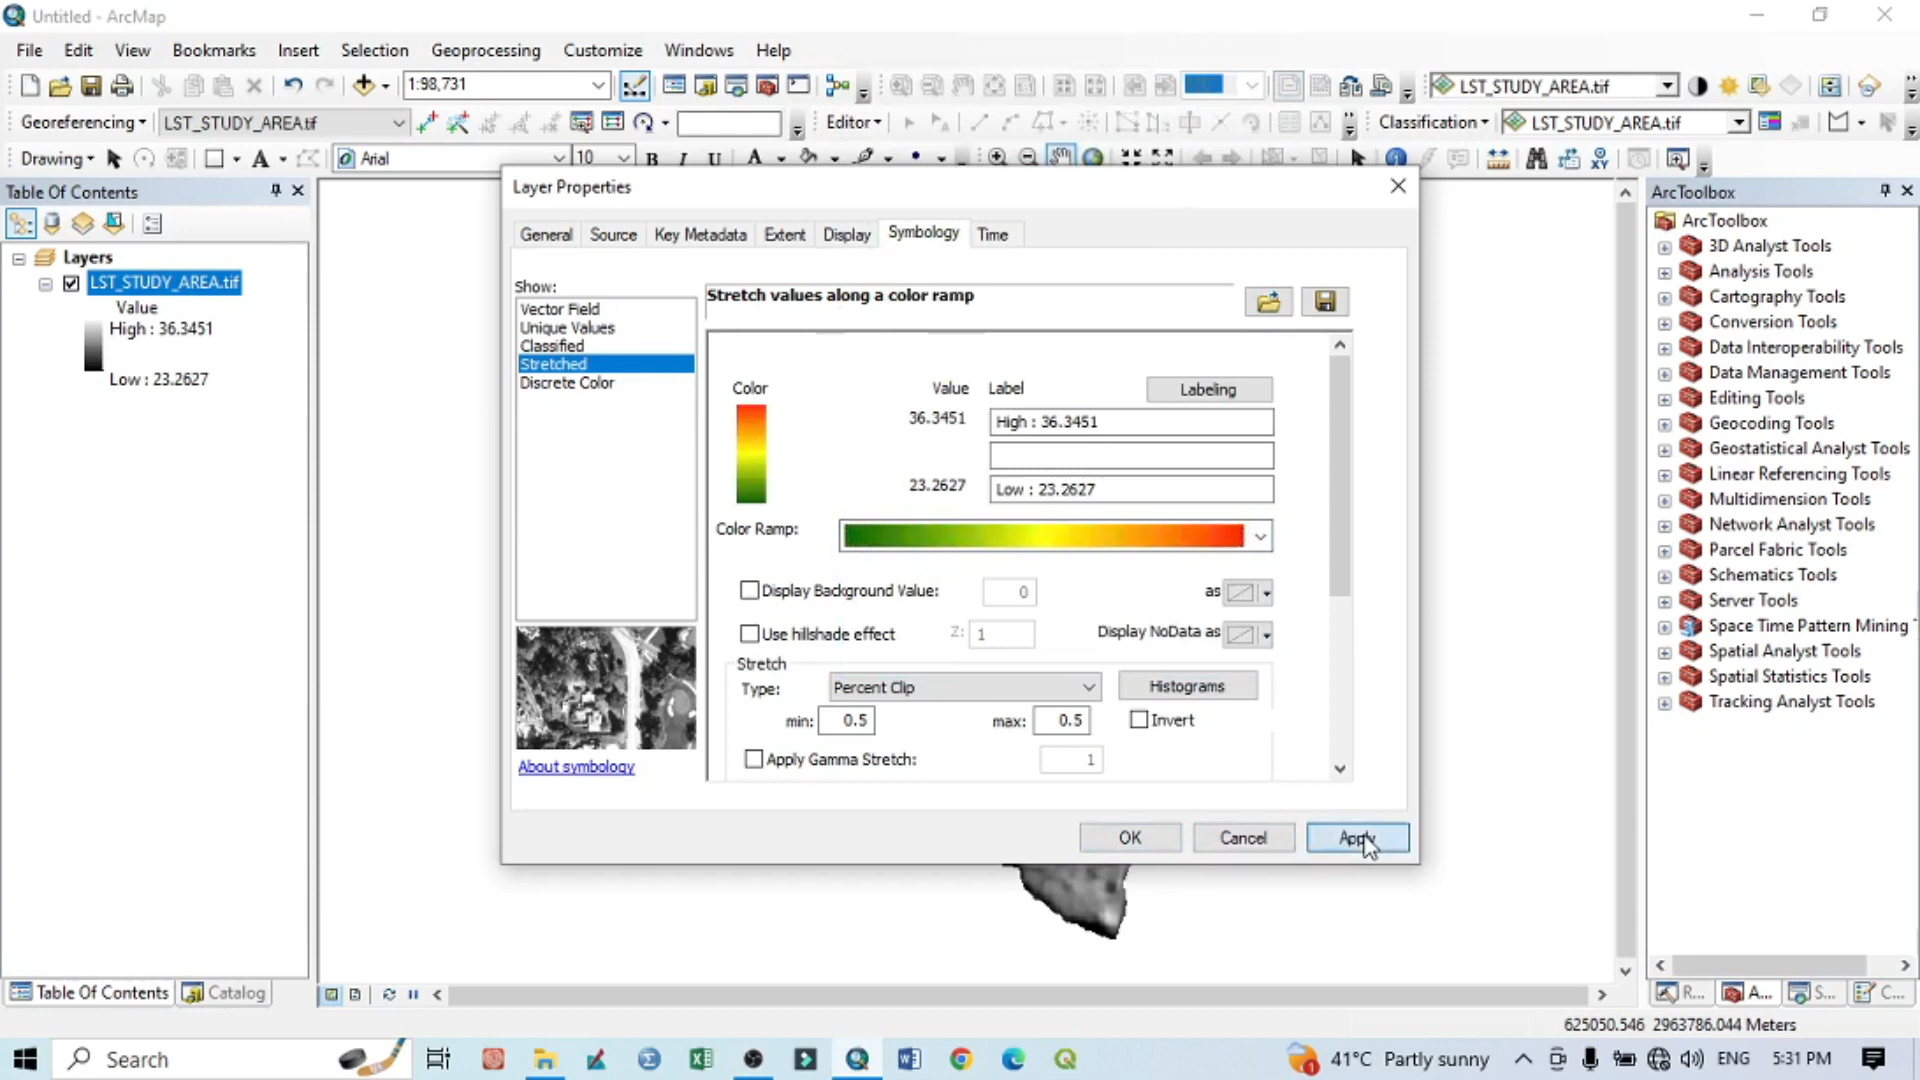 Untitled - ArcMap
File Edit View Bookmarks Insert Selection Geoprocessing Customize Windows Help
1:98,731 LST_STUDY_AREA.tif
Georeferencing LST_STUDY_AREA.tif Editor Classification LST_STUDY_AREA.tif
Drawing Arial 10 B I U A
Table Of Contents
Layers
LST_STUDY_AREA.tif
Value
High : 36.3451
Low : 23.2627
Layer Properties
General Source Key Metadata Extent Display Symbology Time
Show:
Vector Field
Unique Values
Classified
Stretched
Discrete Color
About symbology
Stretch values along a color ramp
Color Value Label Labeling
36.3451 High : 36.3451
23.2627 Low : 23.2627
Color Ramp:
Display Background Value: 0 as
Use hillshade effect Z: 1 Display NoData as
Stretch
Type: Percent Clip Histograms
min: 0.5 max: 0.5 Invert
Apply Gamma Stretch: 1
OK Cancel Apply
ArcToolbox
ArcToolbox
3D Analyst Tools
Analysis Tools
Cartography Tools
Conversion Tools
Data Interoperability Tools
Data Management Tools
Editing Tools
Geocoding Tools
Geostatistical Analyst Tools
Linear Referencing Tools
Multidimension Tools
Network Analyst Tools
Parcel Fabric Tools
Schematics Tools
Server Tools
Space Time Pattern Mining
Spatial Analyst Tools
Spatial Statistics Tools
Tracking Analyst Tools
Table Of Contents Catalog
R... A... S... C...
625050.546 2963786.044 Meters
Search 41°C Partly sunny ENG 5:31 PM